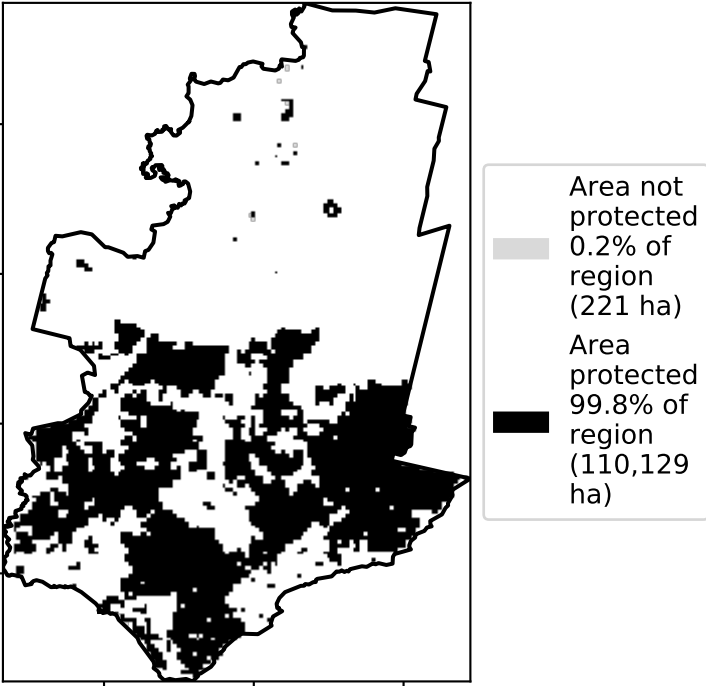 Area not
protected
0.2% of
region
(221 ha)
Area
protected
99.8% of
region
(110,129
ha)